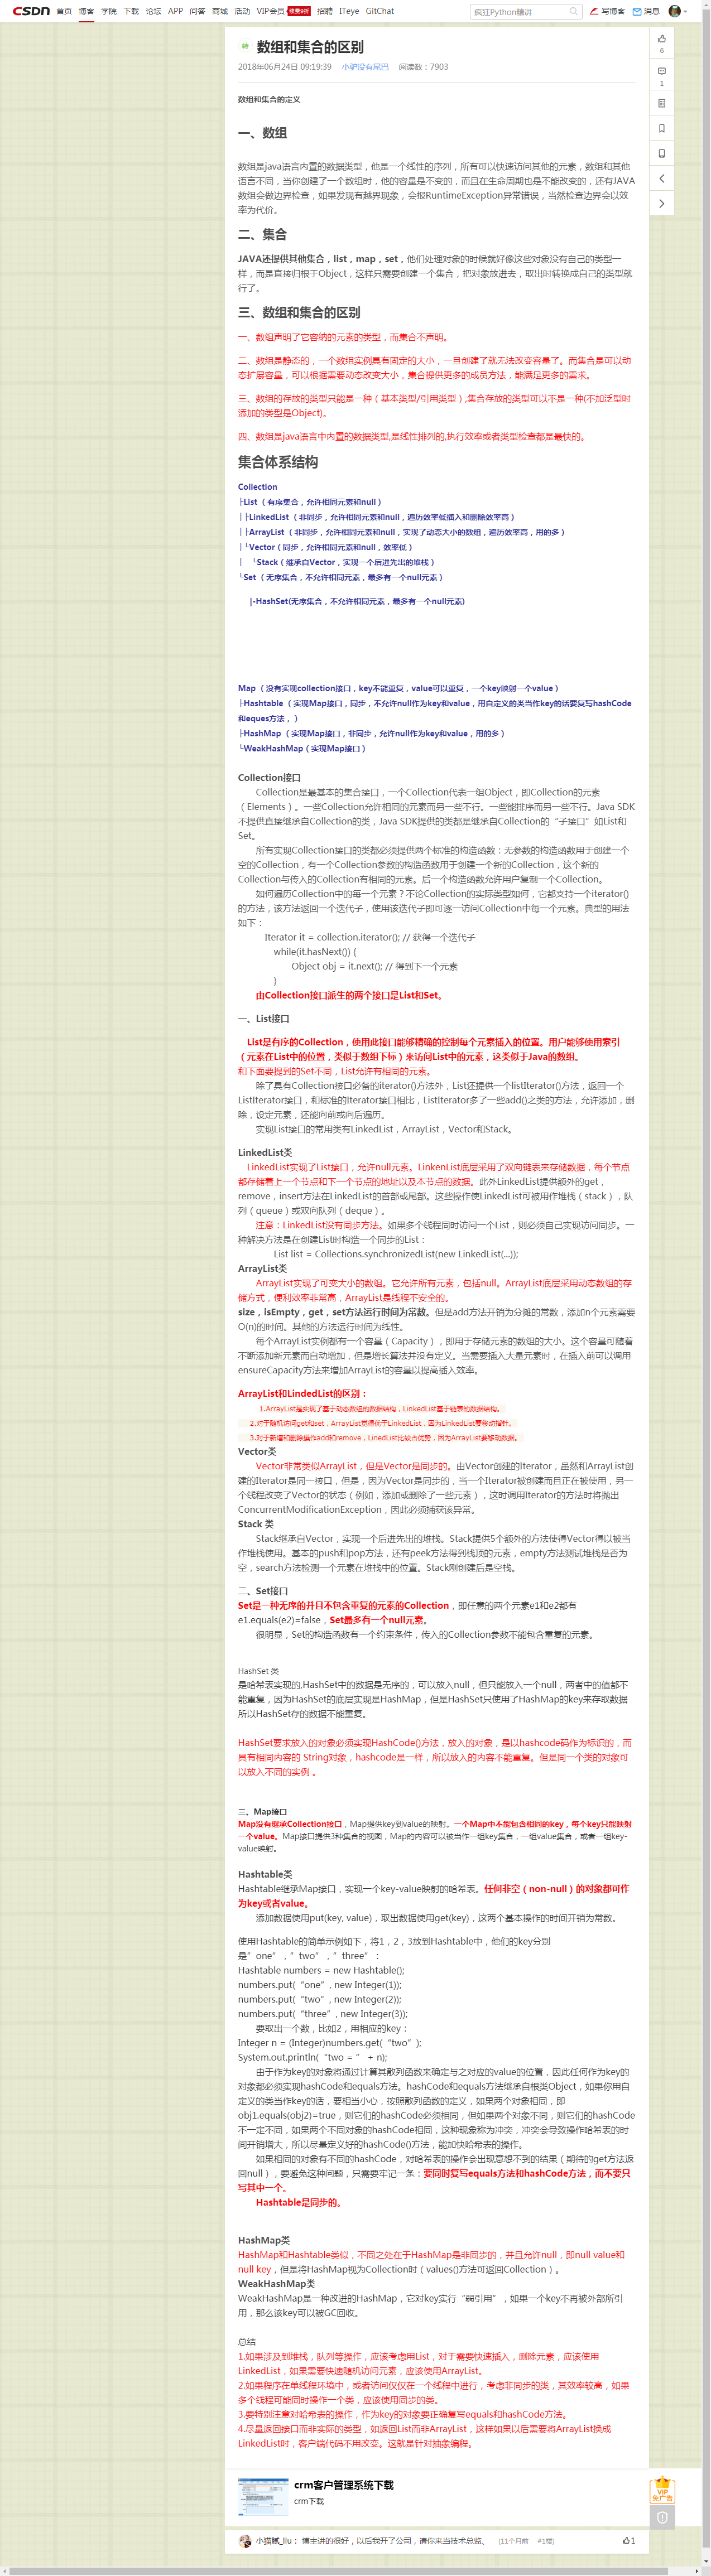 CSDN 首页 博客 学院 下载 论坛 APP 问答 商城 活动 VIP会员 续费9折 招聘 ITeye GitChat 疯狂Python精讲 写博客 消息
转 数组和集合的区别
2018年06月24日 09:19:39 小驴没有尾巴 阅读数：7903
6
1
数组和集合的定义
一、数组
数组是java语言内置的数据类型，他是一个线性的序列，所有可以快速访问其他的元素，数组和其他
语言不同，当你创建了一个数组时，他的容量是不变的，而且在生命周期也是不能改变的，还有JAVA
数组会做边界检查，如果发现有越界现象，会报RuntimeException异常错误，当然检查边界会以效
率为代价。
二、集合
JAVA还提供其他集合，list，map，set，他们处理对象的时候就好像这些对象没有自己的类型一
样，而是直接归根于Object，这样只需要创建一个集合，把对象放进去，取出时转换成自己的类型就
行了。
三、数组和集合的区别
一、数组声明了它容纳的元素的类型，而集合不声明。
二、数组是静态的，一个数组实例具有固定的大小，一旦创建了就无法改变容量了。而集合是可以动
态扩展容量，可以根据需要动态改变大小，集合提供更多的成员方法，能满足更多的需求。
三、数组的存放的类型只能是一种（基本类型/引用类型）,集合存放的类型可以不是一种(不加泛型时
添加的类型是Object)。
四、数组是java语言中内置的数据类型,是线性排列的,执行效率或者类型检查都是最快的。
集合体系结构
Collection
├List（有序集合，允许相同元素和null）
│├LinkedList （非同步，允许相同元素和null，遍历效率低插入和删除效率高）
│├ArrayList （非同步，允许相同元素和null，实现了动态大小的数组，遍历效率高，用的多）
│└Vector（同步，允许相同元素和null，效率低）
│　└Stack（继承自Vector，实现一个后进先出的堆栈）
└Set （无序集合，不允许相同元素，最多有一个null元素）
|-HashSet(无序集合，不允许相同元素，最多有一个null元素)
Map （没有实现collection接口，key不能重复，value可以重复，一个key映射一个value）
├Hashtable （实现Map接口，同步，不允许null作为key和value，用自定义的类当作key的话要复写hashCode
和eques方法，）
├HashMap （实现Map接口，非同步，允许null作为key和value，用的多）
└WeakHashMap（实现Map接口）
Collection接口
Collection是最基本的集合接口，一个Collection代表一组Object，即Collection的元素
（Elements）。一些Collection允许相同的元素而另一些不行。一些能排序而另一些不行。Java SDK
不提供直接继承自Collection的类，Java SDK提供的类都是继承自Collection的“子接口”如List和
Set。
所有实现Collection接口的类都必须提供两个标准的构造函数：无参数的构造函数用于创建一个
空的Collection，有一个Collection参数的构造函数用于创建一个新的Collection，这个新的
Collection与传入的Collection有相同的元素。后一个构造函数允许用户复制一个Collection。
如何遍历Collection中的每一个元素？不论Collection的实际类型如何，它都支持一个iterator()
的方法，该方法返回一个迭代子，使用该迭代子即可逐一访问Collection中每一个元素。典型的用法
如下：
Iterator it = collection.iterator(); // 获得一个迭代子
while(it.hasNext()) {
Object obj = it.next(); // 得到下一个元素
}
由Collection接口派生的两个接口是List和Set。
一、List接口
List是有序的Collection，使用此接口能够精确的控制每个元素插入的位置。用户能够使用索引
（元素在List中的位置，类似于数组下标）来访问List中的元素，这类似于Java的数组。
和下面要提到的Set不同，List允许有相同的元素。
除了具有Collection接口必备的iterator()方法外，List还提供一个listIterator()方法，返回一个
ListIterator接口，和标准的Iterator接口相比，ListIterator多了一些add()之类的方法，允许添加，删
除，设定元素，还能向前或向后遍历。
实现List接口的常用类有LinkedList，ArrayList，Vector和Stack。
LinkedList类
LinkedList实现了List接口，允许null元素。LinkenList底层采用了双向链表来存储数据，每个节点
都存储着上一个节点和下一个节点的地址以及本节点的数据。此外LinkedList提供额外的get，
remove，insert方法在LinkedList的首部或尾部。这些操作使LinkedList可被用作堆栈（stack），队
列（queue）或双向队列（deque）。
注意：LinkedList没有同步方法。如果多个线程同时访问一个List，则必须自己实现访问同步。一
种解决方法是在创建List时构造一个同步的List：
List list = Collections.synchronizedList(new LinkedList(...));
ArrayList类
ArrayList实现了可变大小的数组。它允许所有元素，包括null。ArrayList底层采用动态数组的存
储方式，便利效率非常高，ArrayList是线程不安全的。
size，isEmpty，get，set方法运行时间为常数。但是add方法开销为分摊的常数，添加n个元素需要
O(n)的时间。其他的方法运行时间为线性。
每个ArrayList实例都有一个容量（Capacity），即用于存储元素的数组的大小。这个容量可随着
不断添加新元素而自动增加，但是增长算法并没有定义。当需要插入大量元素时，在插入前可以调用
ensureCapacity方法来增加ArrayList的容量以提高插入效率。
ArrayList和LindedList的区别：
1.ArrayList是实现了基于动态数组的数据结构，LinkedList基于链表的数据结构。
2.对于随机访问get和set，ArrayList觉得优于LinkedList，因为LinkedList要移动指针。
3.对于新增和删除操作add和remove，LinedList比较占优势，因为ArrayList要移动数据。
Vector类
Vector非常类似ArrayList，但是Vector是同步的。由Vector创建的Iterator，虽然和ArrayList创
建的Iterator是同一接口，但是，因为Vector是同步的，当一个Iterator被创建而且正在被使用，另一
个线程改变了Vector的状态（例如，添加或删除了一些元素），这时调用Iterator的方法时将抛出
ConcurrentModificationException，因此必须捕获该异常。
Stack 类
Stack继承自Vector，实现一个后进先出的堆栈。Stack提供5个额外的方法使得Vector得以被当
作堆栈使用。基本的push和pop方法，还有peek方法得到栈顶的元素，empty方法测试堆栈是否为
空，search方法检测一个元素在堆栈中的位置。Stack刚创建后是空栈。
二、Set接口
Set是一种无序的并且不包含重复的元素的Collection，即任意的两个元素e1和e2都有
e1.equals(e2)=false，Set最多有一个null元素。
很明显，Set的构造函数有一个约束条件，传入的Collection参数不能包含重复的元素。
HashSet 类
是哈希表实现的,HashSet中的数据是无序的，可以放入null，但只能放入一个null，两者中的值都不
能重复，因为HashSet的底层实现是HashMap，但是HashSet只使用了HashMap的key来存取数据
所以HashSet存的数据不能重复。
HashSet要求放入的对象必须实现HashCode()方法，放入的对象，是以hashcode码作为标识的，而
具有相同内容的 String对象，hashcode是一样，所以放入的内容不能重复。但是同一个类的对象可
以放入不同的实例 。
三、Map接口
Map没有继承Collection接口，Map提供key到value的映射。一个Map中不能包含相同的key，每个key只能映射
一个value。Map接口提供3种集合的视图，Map的内容可以被当作一组key集合，一组value集合，或者一组key-
value映射。
Hashtable类
Hashtable继承Map接口，实现一个key-value映射的哈希表。任何非空（non-null）的对象都可作
为key或者value。
添加数据使用put(key, value)，取出数据使用get(key)，这两个基本操作的时间开销为常数。
使用Hashtable的简单示例如下，将1，2，3放到Hashtable中，他们的key分别
是”one”，”two”，”three”：
Hashtable numbers = new Hashtable();
numbers.put(“one”, new Integer(1));
numbers.put(“two”, new Integer(2));
numbers.put(“three”, new Integer(3));
要取出一个数，比如2，用相应的key：
Integer n = (Integer)numbers.get(“two”);
System.out.println(“two = ” + n);
由于作为key的对象将通过计算其散列函数来确定与之对应的value的位置，因此任何作为key的
对象都必须实现hashCode和equals方法。hashCode和equals方法继承自根类Object，如果你用自
定义的类当作key的话，要相当小心，按照散列函数的定义，如果两个对象相同，即
obj1.equals(obj2)=true，则它们的hashCode必须相同，但如果两个对象不同，则它们的hashCode
不一定不同，如果两个不同对象的hashCode相同，这种现象称为冲突，冲突会导致操作哈希表的时
间开销增大，所以尽量定义好的hashCode()方法，能加快哈希表的操作。
如果相同的对象有不同的hashCode，对哈希表的操作会出现意想不到的结果（期待的get方法返
回null），要避免这种问题，只需要牢记一条：要同时复写equals方法和hashCode方法，而不要只
写其中一个。
Hashtable是同步的。
HashMap类
HashMap和Hashtable类似，不同之处在于HashMap是非同步的，并且允许null，即null value和
null key，但是将HashMap视为Collection时（values()方法可返回Collection）。
WeakHashMap类
WeakHashMap是一种改进的HashMap，它对key实行“弱引用”，如果一个key不再被外部所引
用，那么该key可以被GC回收。
总结
1.如果涉及到堆栈，队列等操作，应该考虑用List，对于需要快速插入，删除元素，应该使用
LinkedList，如果需要快速随机访问元素，应该使用ArrayList。
2.如果程序在单线程环境中，或者访问仅仅在一个线程中进行，考虑非同步的类，其效率较高，如果
多个线程可能同时操作一个类，应该使用同步的类。
3.要特别注意对哈希表的操作，作为key的对象要正确复写equals和hashCode方法。
4.尽量返回接口而非实际的类型，如返回List而非ArrayList，这样如果以后需要将ArrayList换成
LinkedList时，客户端代码不用改变。这就是针对抽象编程。
crm客户管理系统下载
crm下载
VIP
免广告
小猫腻_liu： 博主讲的很好，以后我开了公司，请你来当技术总监、 (11个月前 #1楼) 1